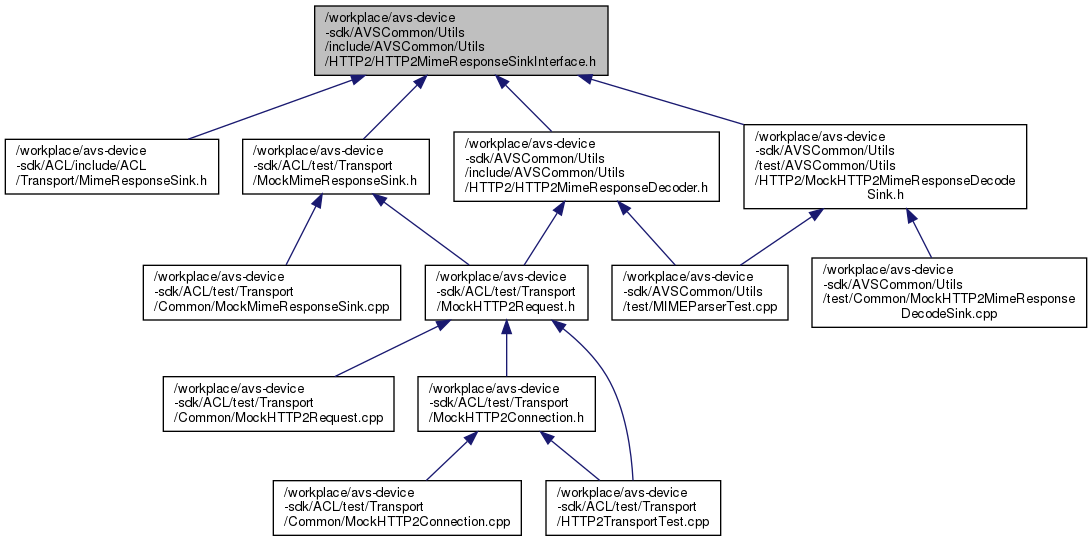 /workplace/avs-device
-sdk/AVSCommon/Utils
/include/AVSCommon/Utils
/HTTP2/HTTP2MimeResponseSinkInterface.h
/workplace/avs-device
-sdk/ACL/include/ACL
/Transport/MimeResponseSink.h
/workplace/avs-device
-sdk/ACL/test/Transport
/MockMimeResponseSink.h
/workplace/avs-device
-sdk/AVSCommon/Utils
/include/AVSCommon/Utils
/HTTP2/HTTP2MimeResponseDecoder.h
/workplace/avs-device
-sdk/AVSCommon/Utils
/test/AVSCommon/Utils
/HTTP2/MockHTTP2MimeResponseDecode
Sink.h
/workplace/avs-device
-sdk/ACL/test/Transport
/Common/MockMimeResponseSink.cpp
/workplace/avs-device
-sdk/ACL/test/Transport
/MockHTTP2Request.h
/workplace/avs-device
-sdk/AVSCommon/Utils
/test/MIMEParserTest.cpp
/workplace/avs-device
-sdk/AVSCommon/Utils
/test/Common/MockHTTP2MimeResponse
DecodeSink.cpp
/workplace/avs-device
-sdk/ACL/test/Transport
/Common/MockHTTP2Request.cpp
/workplace/avs-device
-sdk/ACL/test/Transport
/MockHTTP2Connection.h
/workplace/avs-device
-sdk/ACL/test/Transport
/Common/MockHTTP2Connection.cpp
/workplace/avs-device
-sdk/ACL/test/Transport
/HTTP2TransportTest.cpp